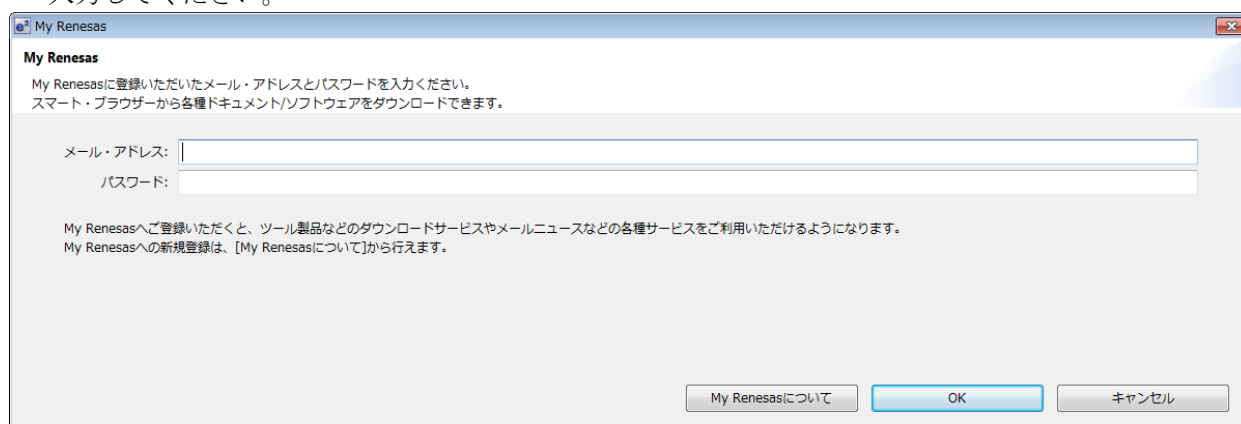 入力してください。
e² My Renesas
My Renesas
My Renesasに登録いただいたメール・アドレスとパスワードを入力ください。
スマート・ブラウザーから各種ドキュメント/ソフトウェアをダウンロードできます。
メール・アドレス:
パスワード:
My Renesasへご登録いただくと、ツール製品などのダウンロードサービスやメールニュースなどの各種サービスをご利用いただけるようになります。
My Renesasへの新規登録は、[My Renesasについて]から行えます。
My Renesasについて OK キャンセル